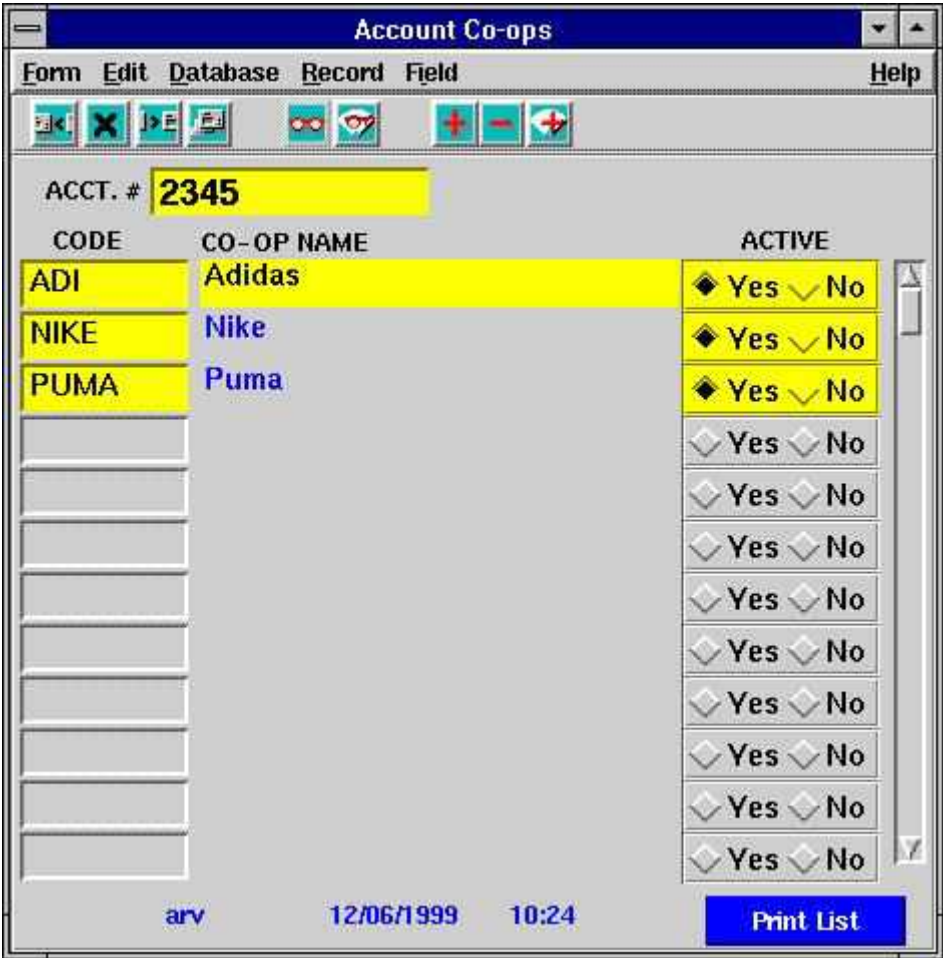 Account Co-ops
Form Edit Database Record Field Help
ACCT. # 2345
CODE CO-OP NAME ACTIVE
ADI Adidas Yes No
NIKE Nike Yes No
PUMA Puma Yes No
Yes No
Yes No
Yes No
Yes No
Yes No
Yes No
Yes No
Yes No
Yes No
arv 12/06/1999 10:24 Print List